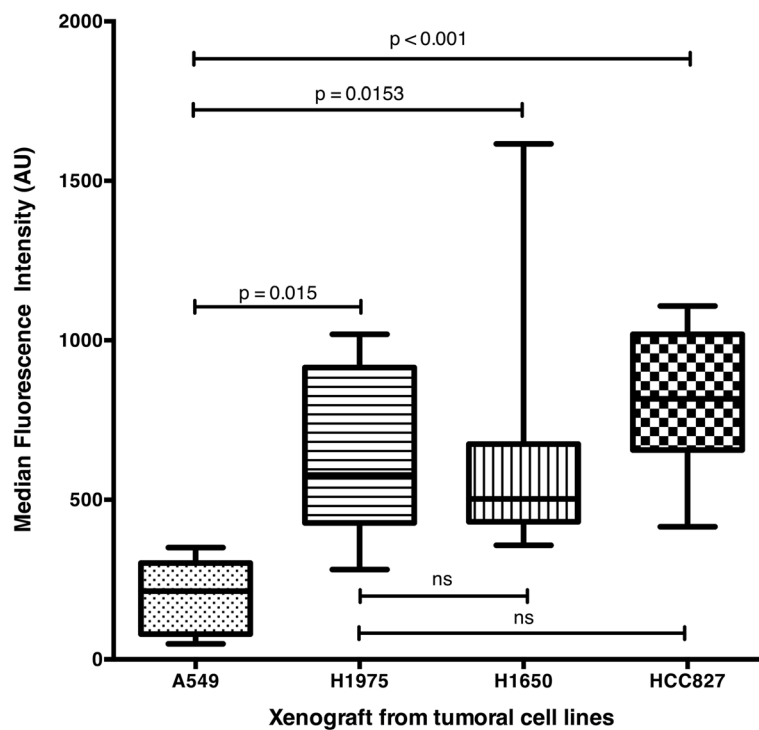 2000
p < 0.001
p = 0.0153
1500
p = 0.015
1000
500
ns
ns
0
A549 H1975 H1650 HCC827
Xenograft from tumoral cell lines
Median Fluorescence Intensity (AU)